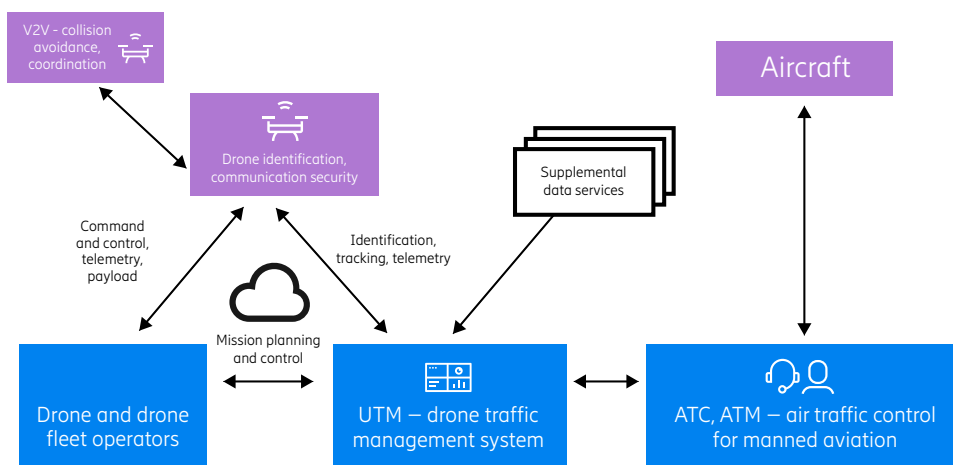 V2V - collision
avoidance,
coordination
Aircraft
Drone identification,
communication security
Supplemental
data services
Command
and control,
telemetry,
payload
Identification,
tracking, telemetry
Mission planning
and control
Drone and drone
fleet operators
UTM – drone traffic
management system
ATC, ATM – air traffic control
for manned aviation